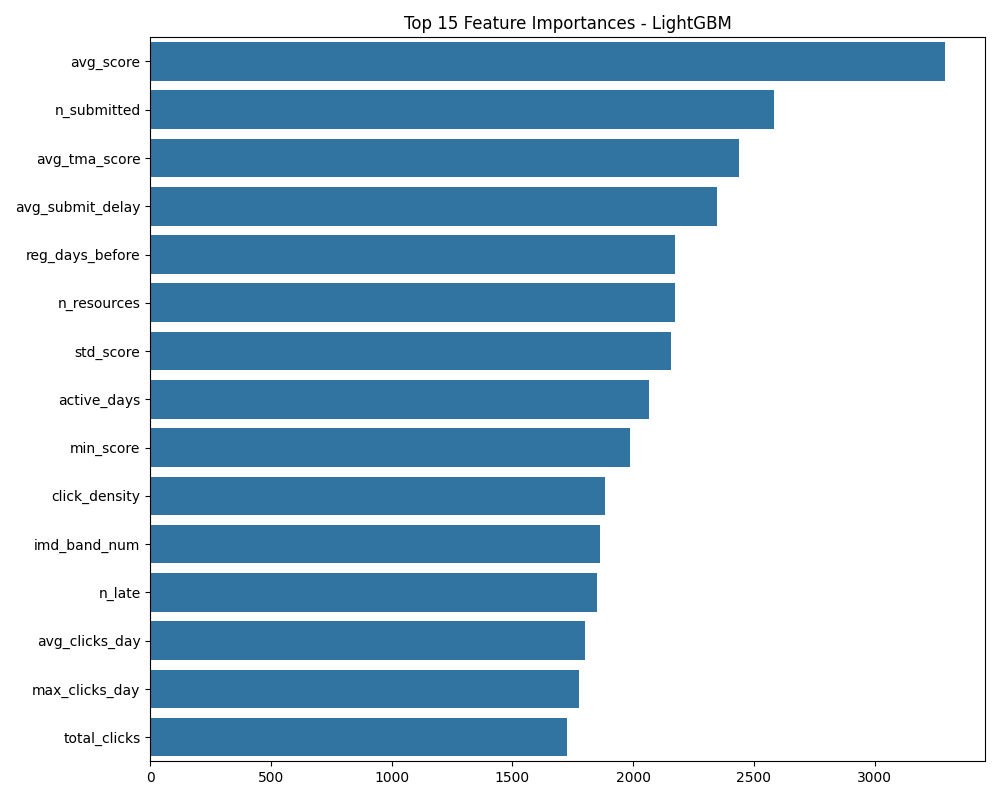 Top 15 Feature Importances - LightGBM
avg_score
n_submitted
avg_tma_score
avg_submit_delay
reg_days_before
n_resources
std_score
active_days
min_score
click_density
imd_band_num
n_late
avg_clicks_day
max_clicks_day
total_clicks
0 500 1000 1500 2000 2500 3000